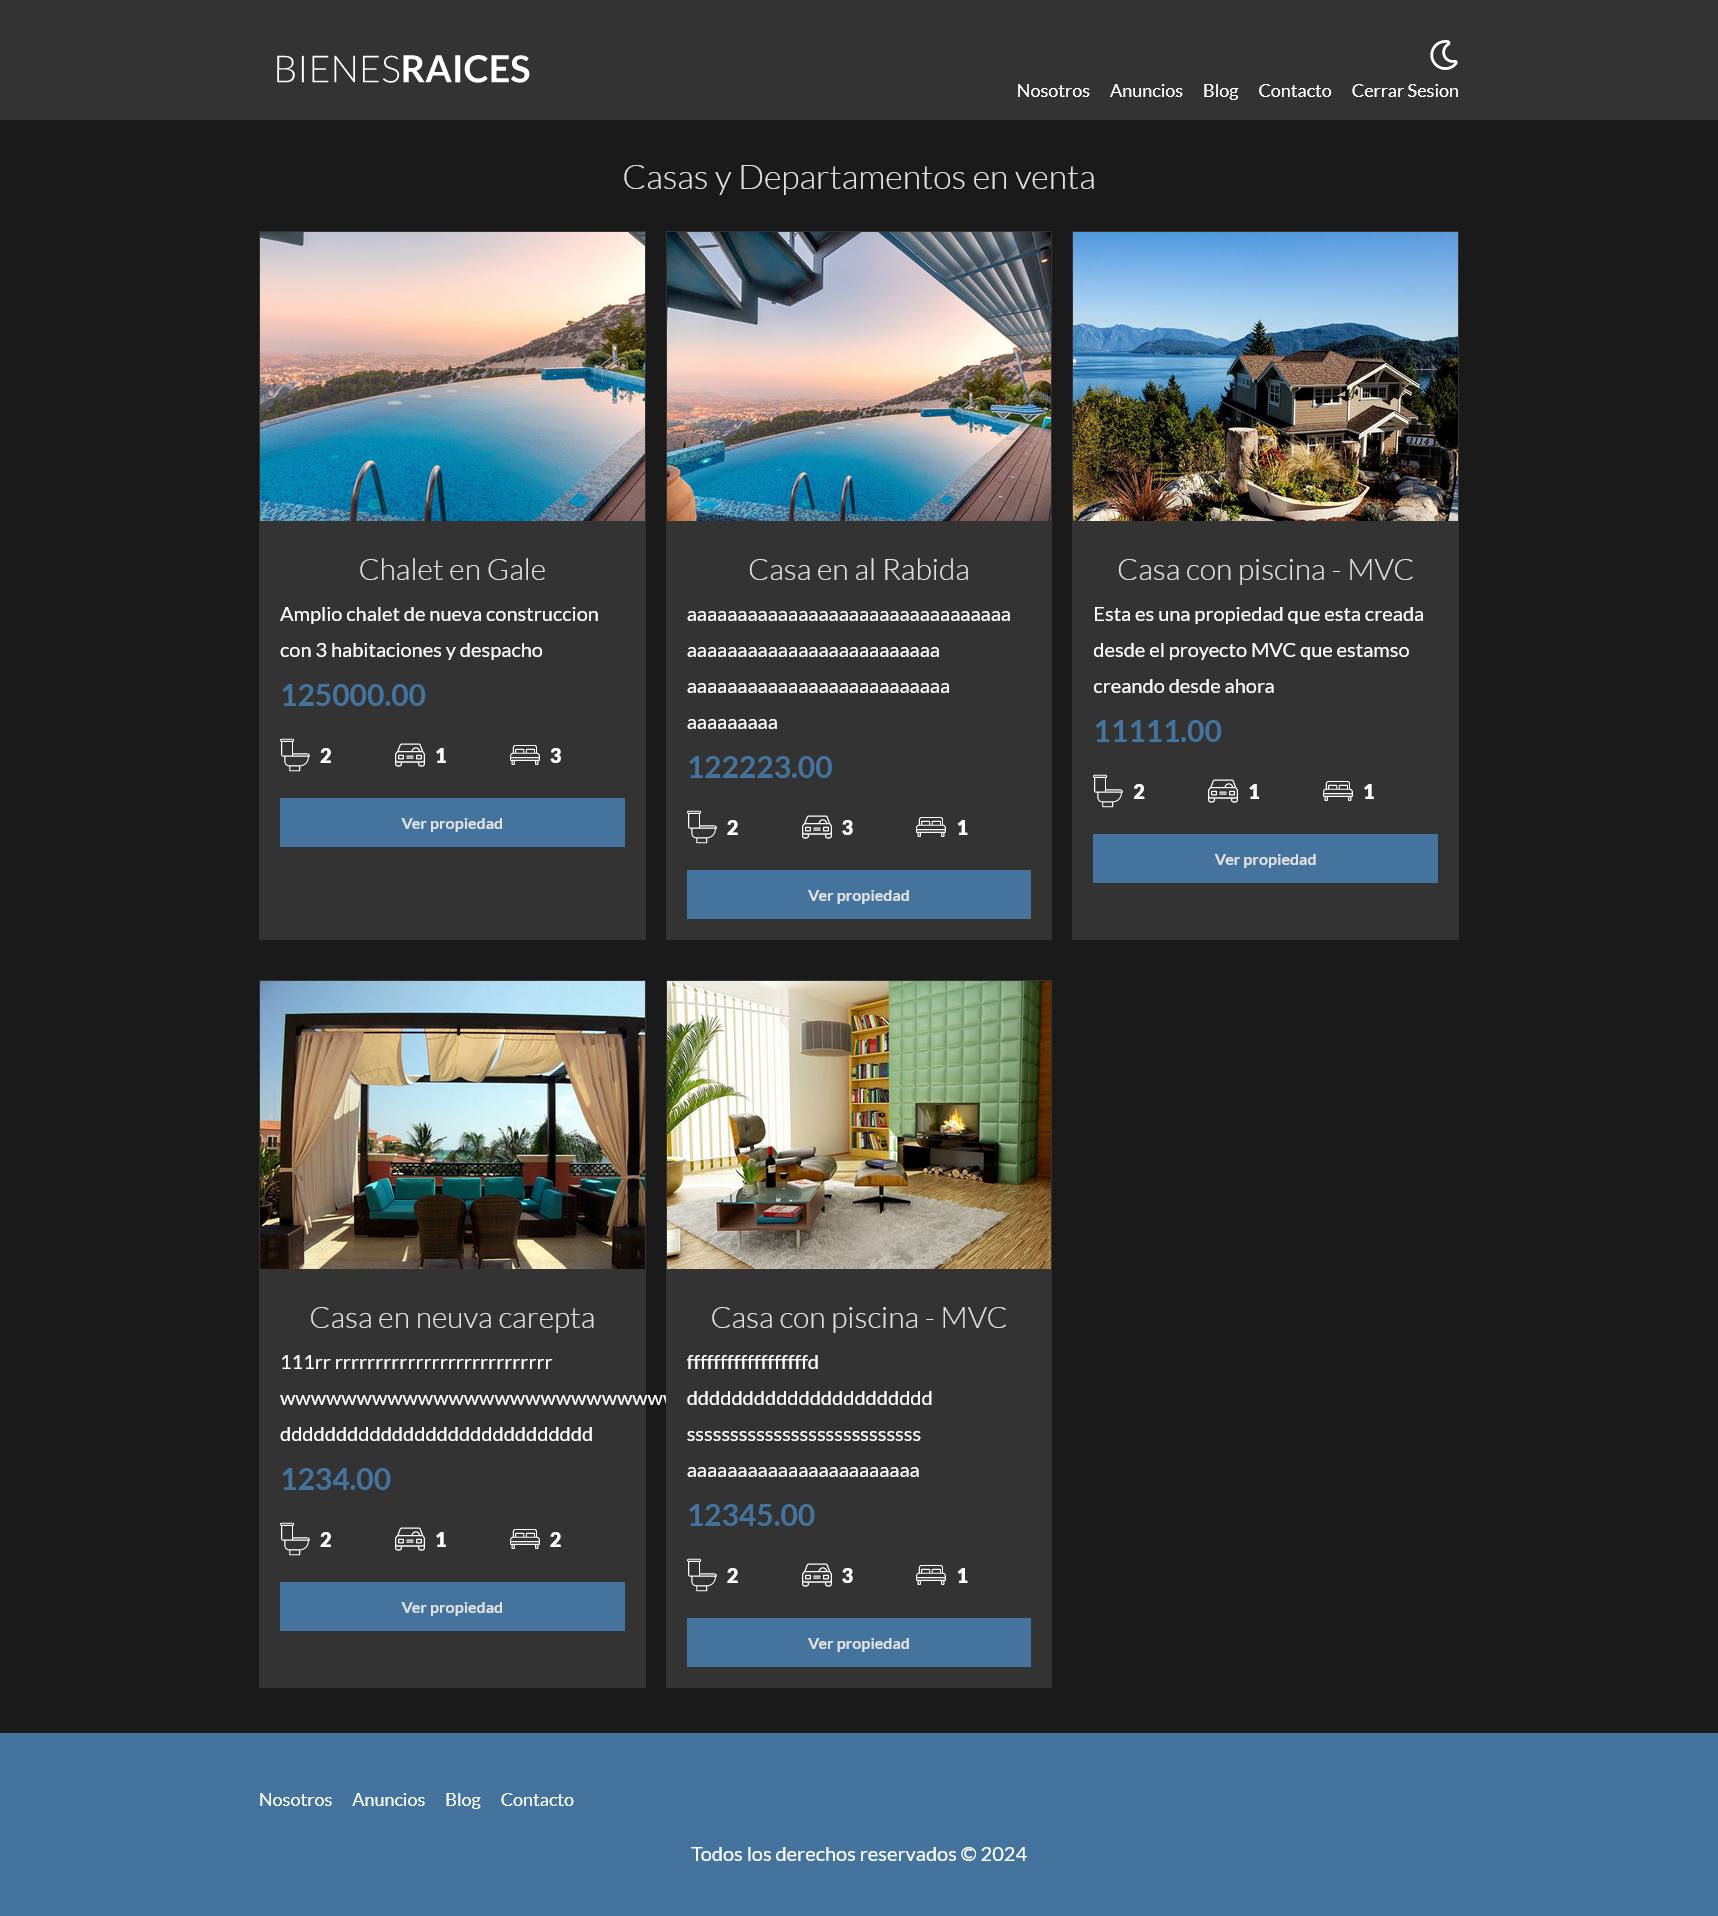 BIENESRAICES
Nosotros Anuncios Blog Contacto Cerrar Sesion
Casas y Departamentos en venta
1114
Chalet en Gale
Amplio chalet de nueva construccion
con 3 habitaciones y despacho
125000.00
2 1 3
Ver propiedad
Casa en al Rabida
aaaaaaaaaaaaaaaaaaaaaaaaaaaaaaaa
aaaaaaaaaaaaaaaaaaaaaaaaa
aaaaaaaaaaaaaaaaaaaaaaaaaa
aaaaaaaaa
122223.00
2 3 1
Ver propiedad
Casa con piscina - MVC
Esta es una propiedad que esta creada
desde el proyecto MVC que estamso
creando desde ahora
11111.00
2 1 1
Ver propiedad
Casa en neuva carepta
111rr rrrrrrrrrrrrrrrrrrrrrrrrrrr
wwwwwwwwwwwwwwwwwwwwwwwwww
dddddddddddddddddddddddddddd
1234.00
2 1 2
Ver propiedad
Casa con piscina - MVC
ffffffffffffffffffd
dddddddddddddddddddddd
sssssssssssssssssssssssssss
aaaaaaaaaaaaaaaaaaaaaaa
12345.00
2 3 1
Ver propiedad
Nosotros Anuncios Blog Contacto
Todos los derechos reservados © 2024